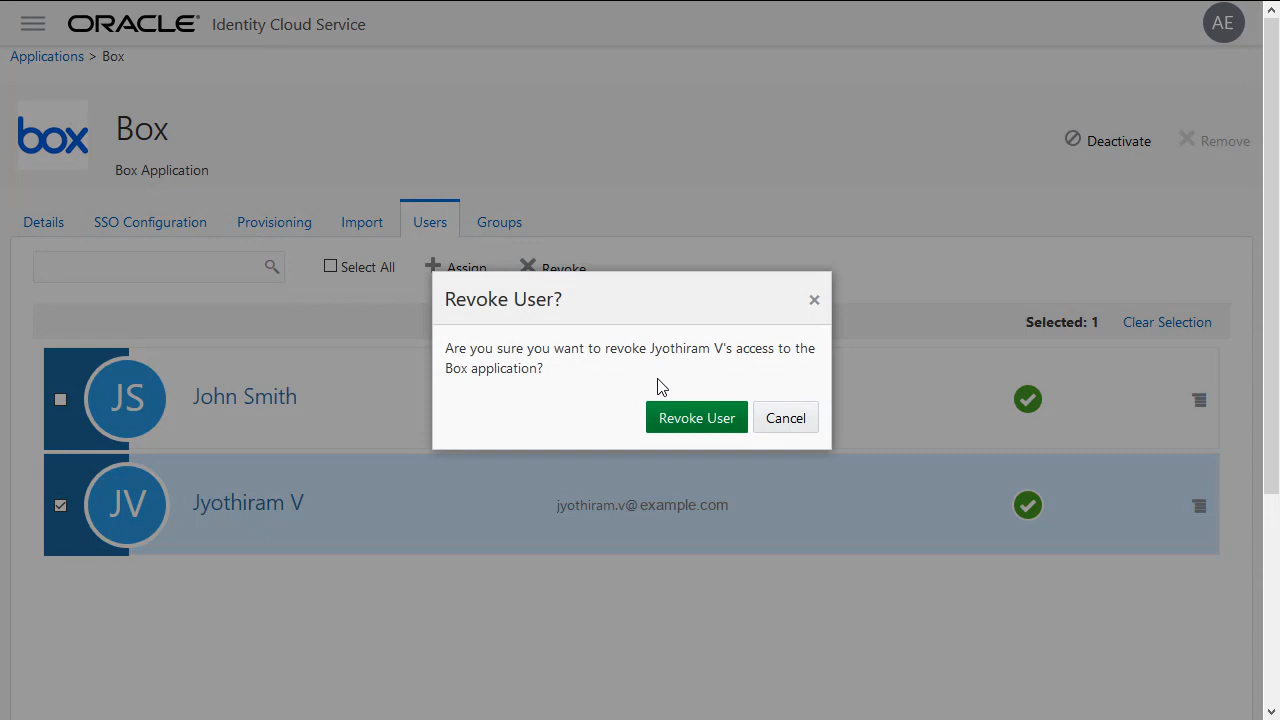 ORACLE® Identity Cloud Service
AE
Applications > Box
box
Box
Box Application
Deactivate
Remove
Details
SSO Configuration
Provisioning
Import
Users
Groups
Select All
Assign
Revoke
Revoke User?
Selected: 1
Clear Selection
Are you sure you want to revoke Jyothiram V's access to the
Box application?
Revoke User
Cancel
JS
John Smith
JV
Jyothiram V
jyothiram.v@example.com